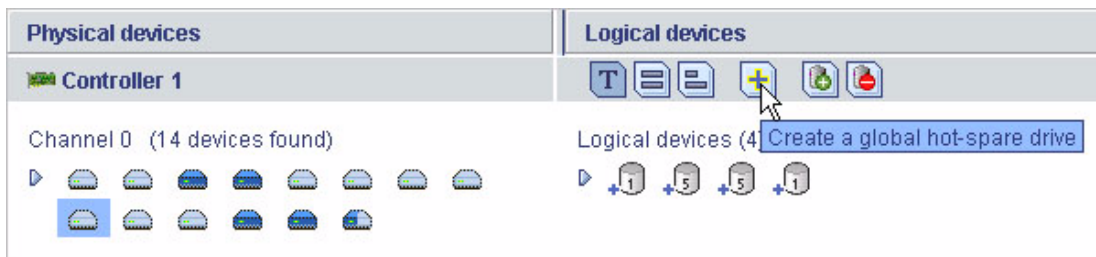 Physical devices
Logical devices
Controller 1
T
Channel 0 (14 devices found)
Logical devices (4
Create a global hot-spare drive
1 5 5 1